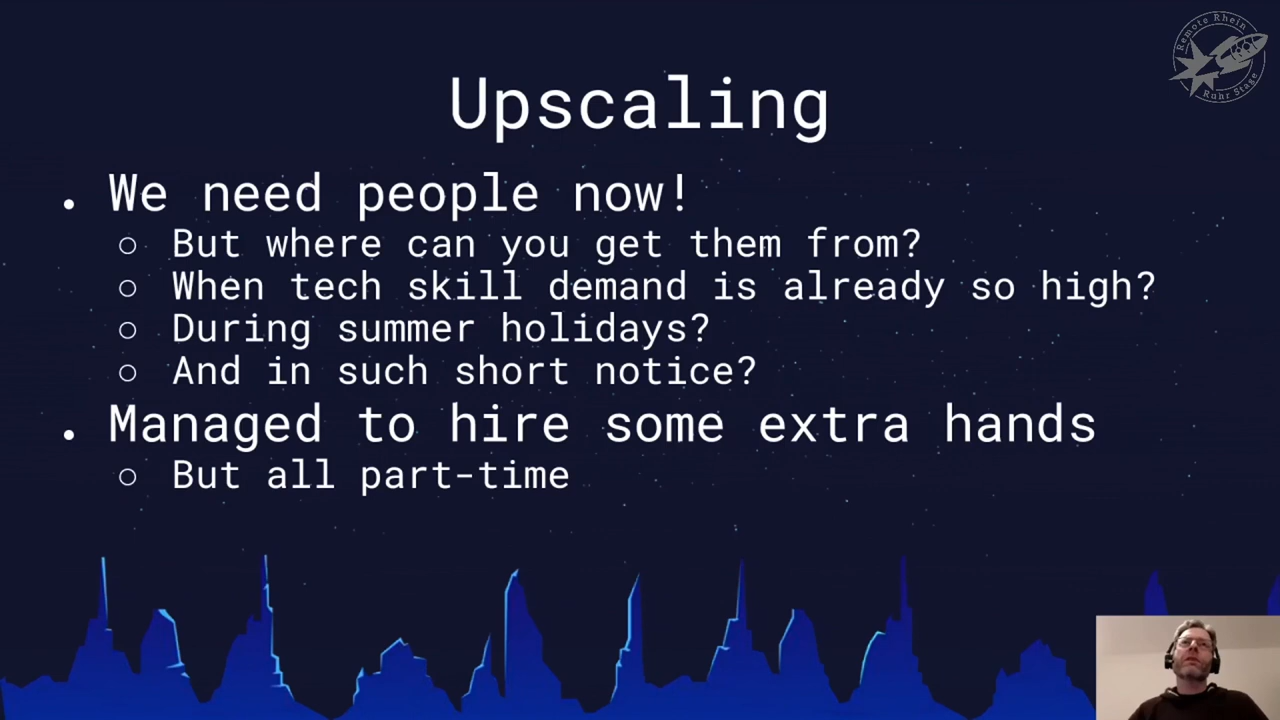 Remote Rhein
Ruhr Stage
Upscaling
• We need people now!
○ But where can you get them from?
○ When tech skill demand is already so high?
○ During summer holidays?
○ And in such short notice?
• Managed to hire some extra hands
○ But all part-time